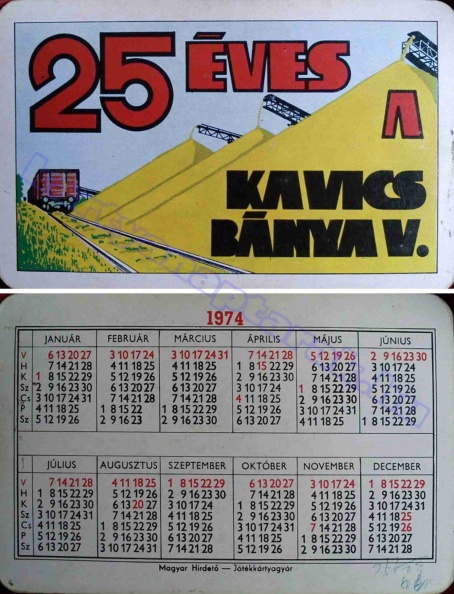 25 ÉVES
A
KAVICS
BÁNYA V.
1974
JANUÁR FEBRUÁR MÁRCIUS ÁPRILIS MÁJUS JÚNIUS
V 6 13 20 27 3 10 17 24 3 10 17 24 31 7 14 21 28 5 12 19 26 2 9 16 23 30
H 7 14 21 28 4 11 18 25 4 11 18 25 1 8 15 22 29 6 13 20 27 3 10 17 24
K 1 8 15 22 29 5 12 19 26 5 12 19 26 2 9 16 23 30 7 14 21 28 4 11 18 25
Sz 2 9 16 23 30 6 13 20 27 6 13 20 27 3 10 17 24 1 8 15 22 29 5 12 19 26
Cs 3 10 17 24 31 7 14 21 28 7 14 21 28 4 11 18 25 2 9 16 23 30 6 13 20 27
P 4 11 18 25 1 8 15 22 1 8 15 22 29 5 12 19 26 3 10 17 24 31 7 14 21 28
Sz 5 12 19 26 2 9 16 23 2 9 16 23 30 6 13 20 27 4 11 18 25 1 8 15 22 29
JÚLIUS AUGUSZTUS SZEPTEMBER OKTÓBER NOVEMBER DECEMBER
V 7 14 21 28 4 11 18 25 1 8 15 22 29 6 13 20 27 3 10 17 24 1 8 15 22 29
H 1 8 15 22 29 5 12 19 26 2 9 16 23 30 7 14 21 28 4 11 18 25 2 9 16 23 30
K 2 9 16 23 30 6 13 20 27 3 10 17 24 1 8 15 22 29 5 12 19 26 3 10 17 24 31
Sz 3 10 17 24 31 7 14 21 28 4 11 18 25 2 9 16 23 30 6 13 20 27 4 11 18 25
Cs 4 11 18 25 1 8 15 22 29 5 12 19 26 3 10 17 24 31 7 14 21 28 5 12 19 26
P 5 12 19 26 2 9 16 23 30 6 13 20 27 4 11 18 25 1 8 15 22 29 6 13 20 27
Sz 6 13 20 27 3 10 17 24 31 7 14 21 28 5 12 19 26 2 9 16 23 30 7 14 21 28
Magyar Hirdető — Játékkártyagyár